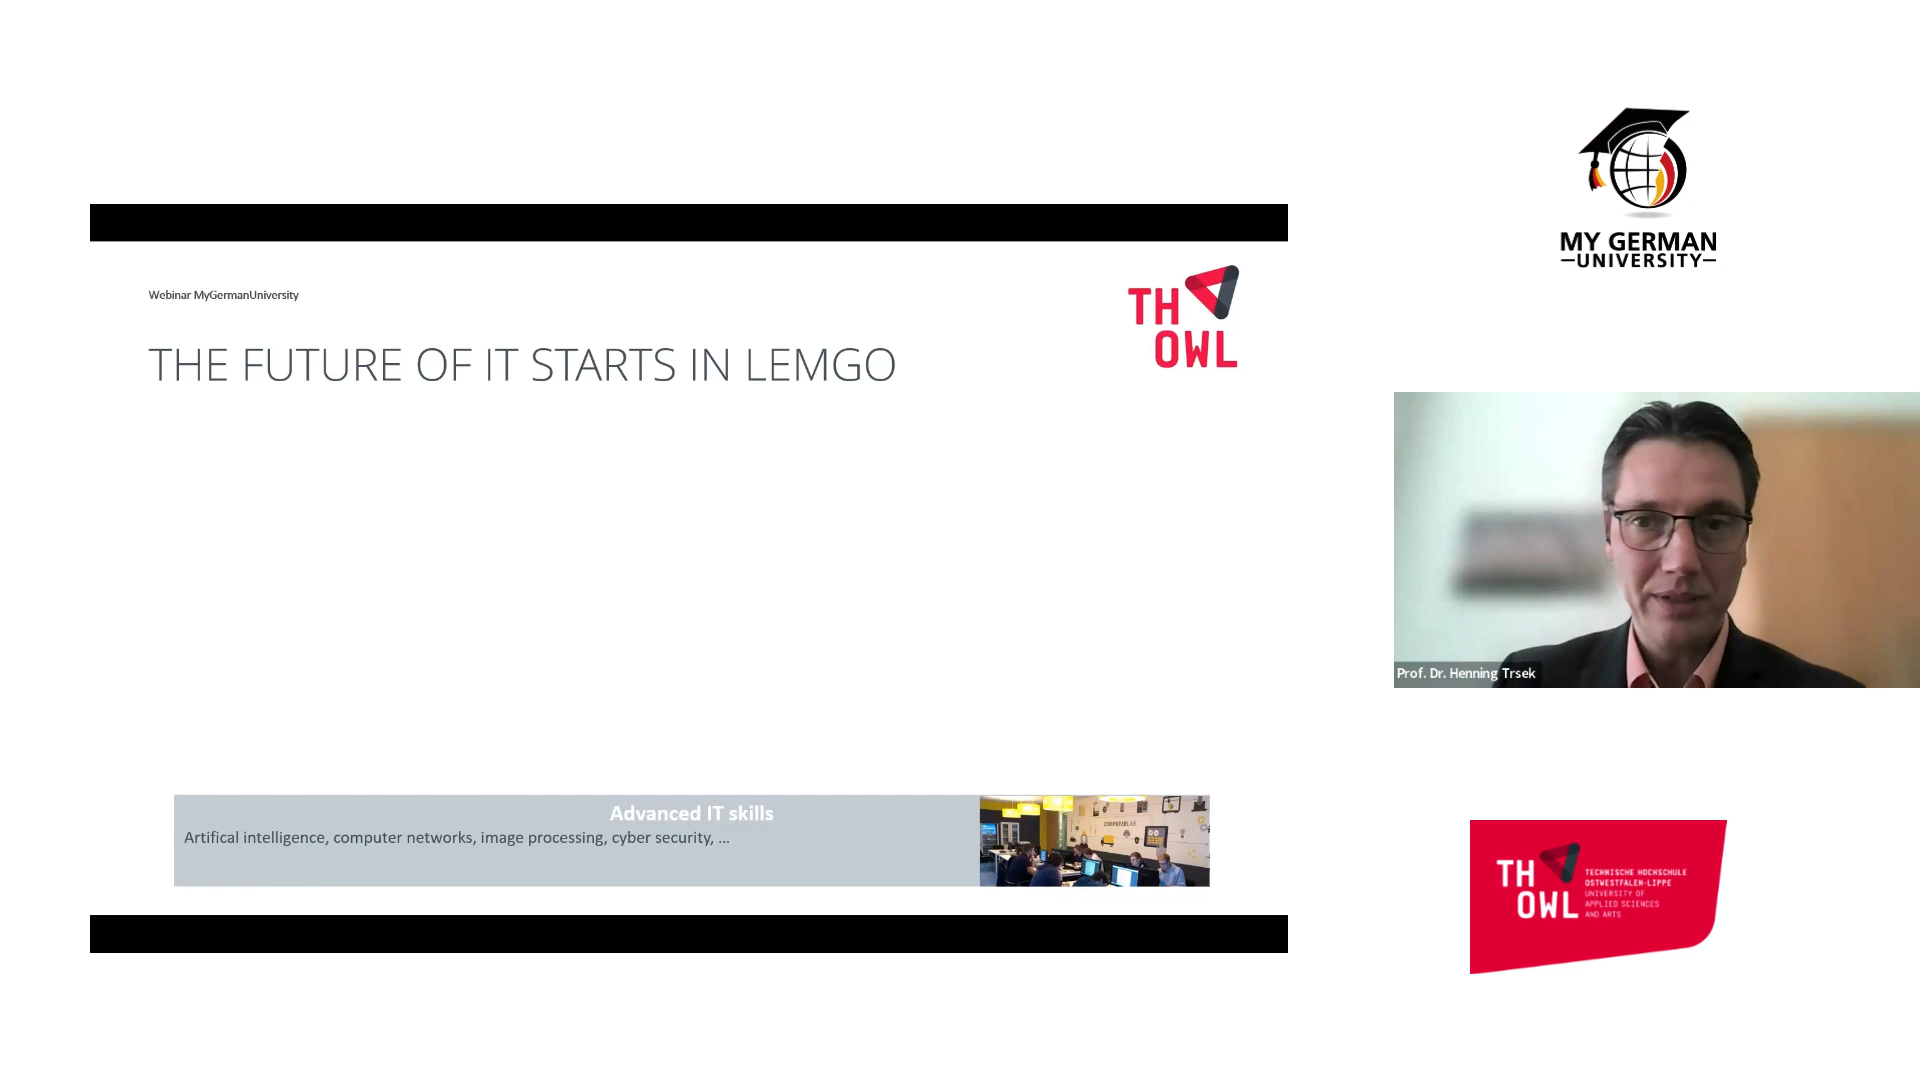 Webinar MyGermanUniversity
THE FUTURE OF IT STARTS IN LEMGO
TH
OWL
Advanced IT skills
Artifical intelligence, computer networks, image processing, cyber security, ...
COMPUTERLAB
MY GERMAN
UNIVERSITY
Prof. Dr. Henning Trsek
TH
OWL
TECHNISCHE HOCHSCHULE
OSTWESTFALEN-LIPPE
UNIVERSITY OF
APPLIED SCIENCES
AND ARTS